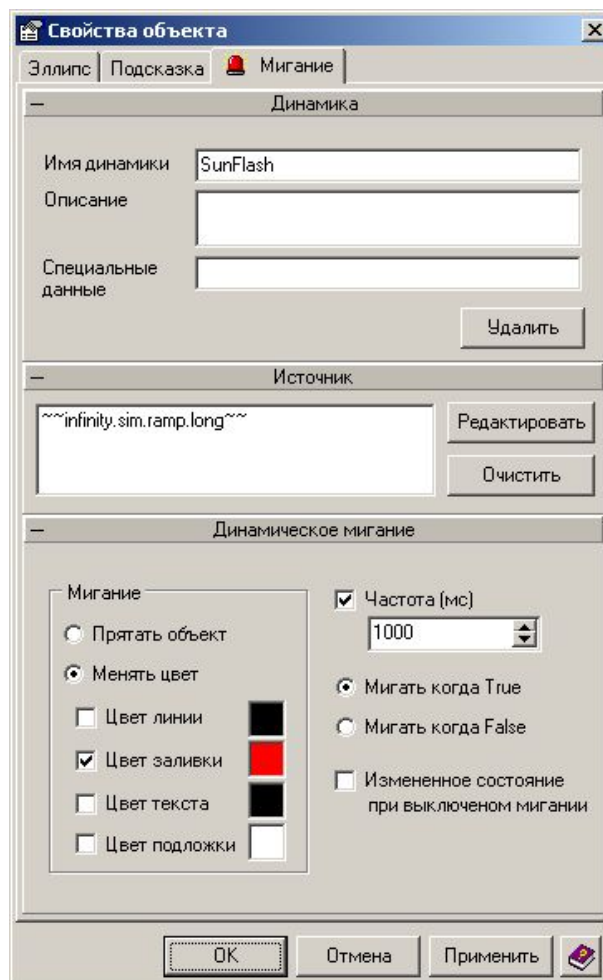 Свойства объекта
Эллипс Подсказка Мигание
Динамика
Имя динамики SunFlash
Описание
Специальные
данные
Удалить
Источник
~~infinity.sim.ramp.long~~ Редактировать
Очистить
Динамическое мигание
Мигание
Прятать объект
Менять цвет
Цвет линии
Цвет заливки
Цвет текста
Цвет подложки
Частота (мс)
1000
Мигать когда True
Мигать когда False
Измененное состояние
при выключеном мигании
OK Отмена Применить